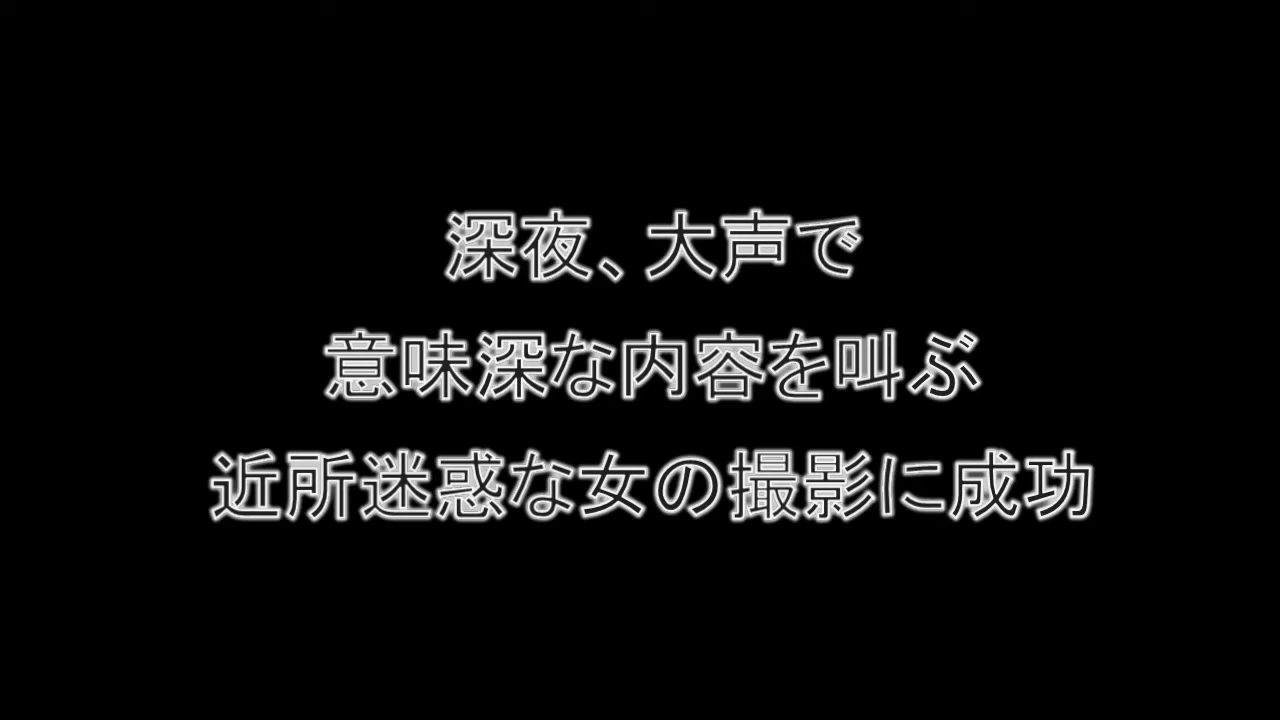 深夜、大声で
意味深な内容を叫ぶ
近所迷惑な女の撮影に成功